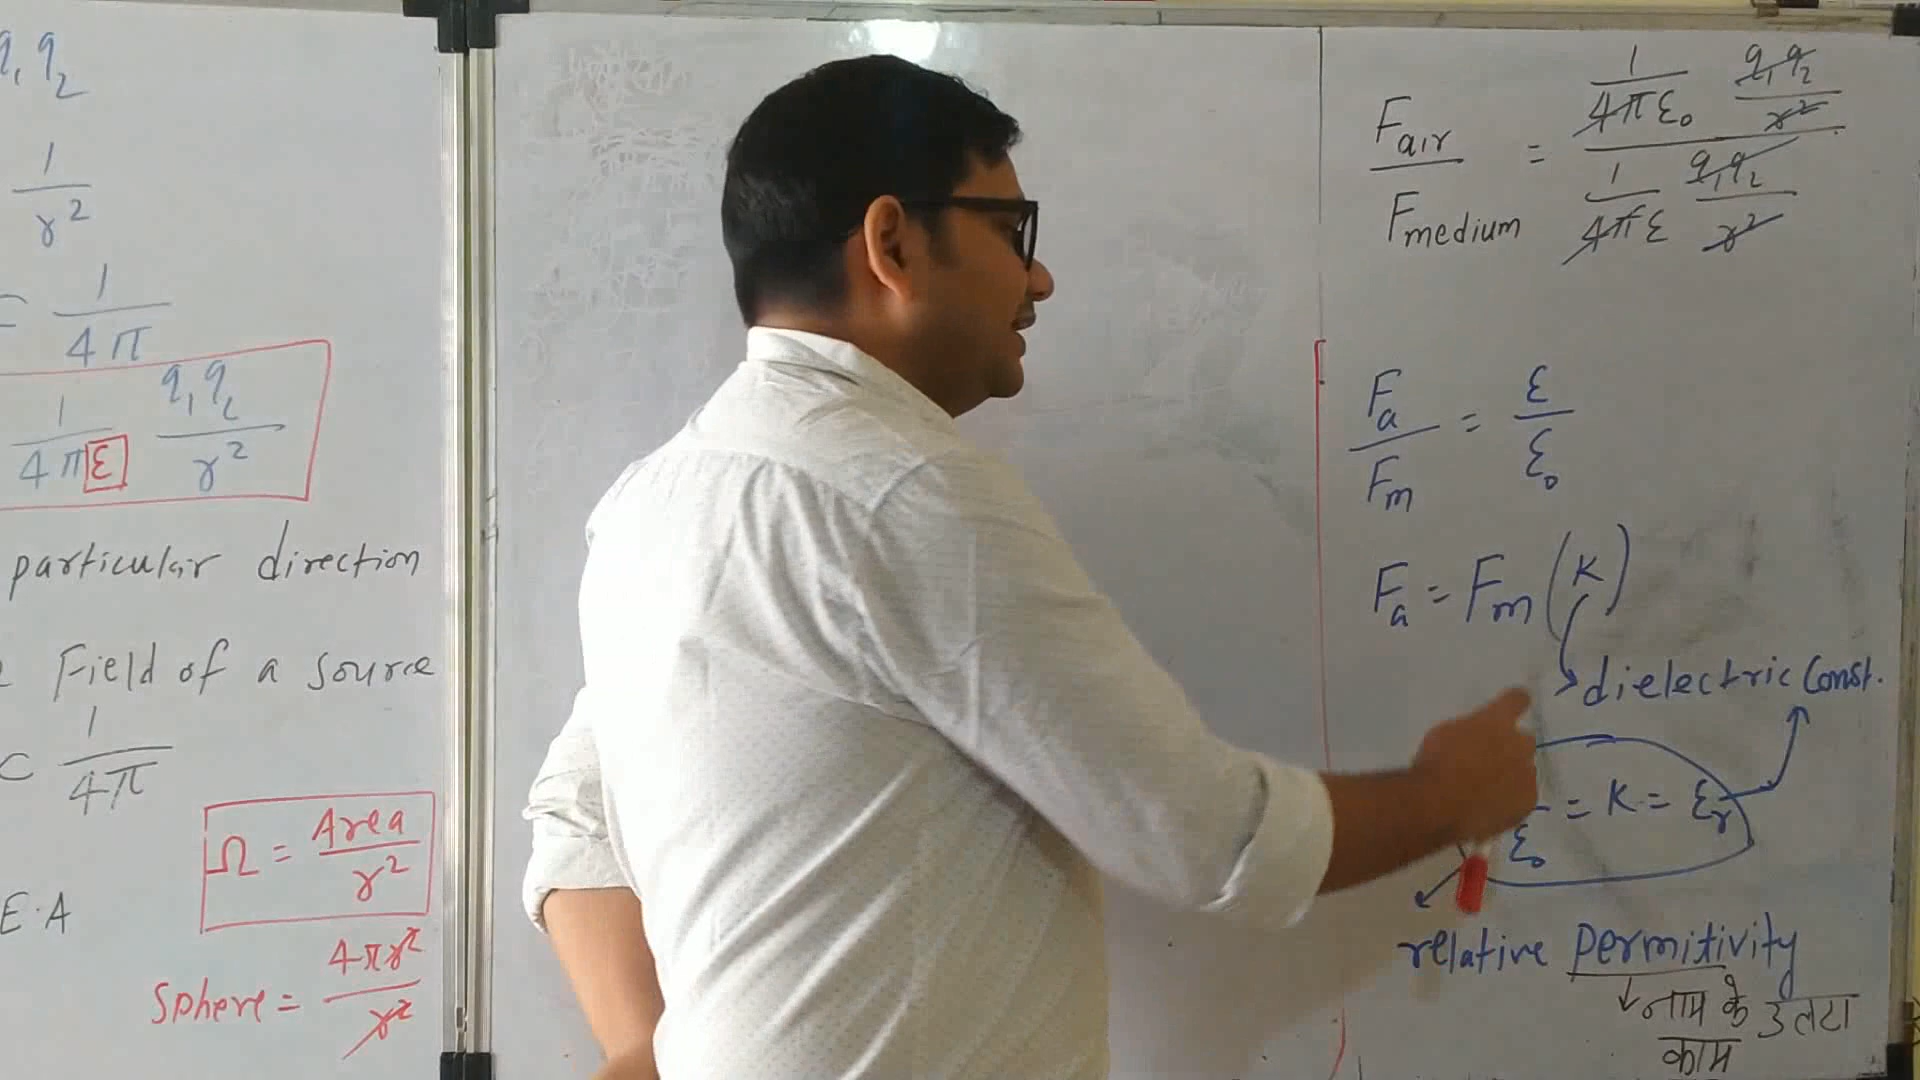 q₁ q₂
1/r²
∝ 1/4π
1/4πε q₁q₂/r²
particular direction
Field of a source
∝ 1/4π
Ω = Area/r²
E·A
Sphere = 4πr²/r²
F_air/F_medium = (1/4πε₀ q₁q₂/r²)/(1/4πε q₁q₂/r²)
F_a/F_m = ε/ε₀
F_a = F_m (K)
dielectric Const.
ε₀ = K = ε_r
relative permitivity
↓ नाम के उलटा
काम